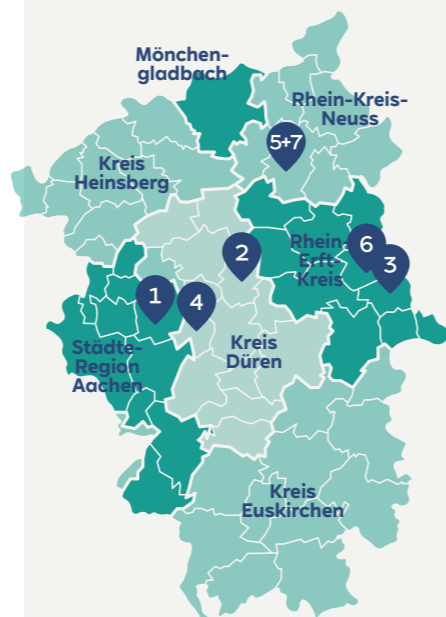 Mönchen-
gladbach
Rhein-Kreis-
Neuss
5+7
Kreis
Heinsberg
2
Rhein-
Erft-
Kreis
6
3
1
4
Städte-
Region
Aachen
Kreis
Düren
Kreis
Euskirchen